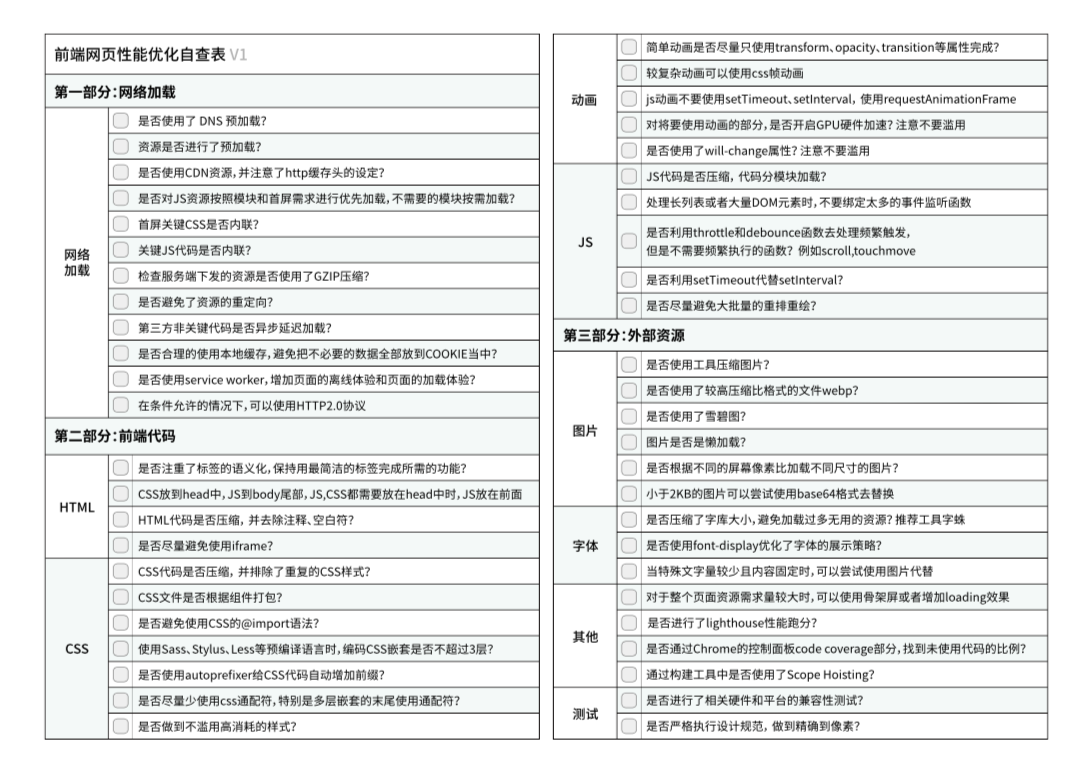 前端网页性能优化自查表 V1
第一部分：网络加载
网络
加载
是否使用了 DNS 预加载？
资源是否进行了预加载？
是否使用CDN资源，并注意了http缓存头的设定？
是否对JS资源按照模块和首屏需求进行优先加载，不需要的模块按需加载？
首屏关键CSS是否内联？
关键JS代码是否内联？
检查服务端下发的资源是否使用了GZIP压缩？
是否避免了资源的重定向？
第三方非关键代码是否异步延迟加载？
是否合理的使用本地缓存，避免把不必要的数据全部放到COOKIE当中？
是否使用service worker，增加页面的离线体验和页面的加载体验？
在条件允许的情况下，可以使用HTTP2.0协议
第二部分：前端代码
HTML
是否注重了标签的语义化，保持用最简洁的标签完成所需的功能？
CSS放到head中，JS到body尾部，JS,CSS都需要放在head中时，JS放在前面
HTML代码是否压缩，并去除注释、空白符？
是否尽量避免使用iframe？
CSS
CSS代码是否压缩，并排除了重复的CSS样式？
CSS文件是否根据组件打包？
是否避免使用CSS的@import语法？
使用Sass、Stylus、Less等预编译语言时，编码CSS嵌套是否不超过3层？
是否使用autoprefixer给CSS代码自动增加前缀？
是否尽量少使用css通配符，特别是多层嵌套的末尾使用通配符？
是否做到不滥用高消耗的样式？
动画
简单动画是否尽量只使用transform、opacity、transition等属性完成？
较复杂动画可以使用css帧动画
js动画不要使用setTimeout、setInterval，使用requestAnimationFrame
对将要使用动画的部分，是否开启GPU硬件加速？注意不要滥用
是否使用了will-change属性？注意不要滥用
JS
JS代码是否压缩，代码分模块加载？
处理长列表或者大量DOM元素时，不要绑定太多的事件监听函数
是否利用throttle和debounce函数去处理频繁触发，
但是不需要频繁执行的函数？例如scroll,touchmove
是否利用setTimeout代替setInterval？
是否尽量避免大批量的重排重绘？
第三部分：外部资源
图片
是否使用工具压缩图片？
是否使用了较高压缩比格式的文件webp？
是否使用了雪碧图？
图片是否是懒加载？
是否根据不同的屏幕像素比加载不同尺寸的图片？
小于2KB的图片可以尝试使用base64格式去替换
字体
是否压缩了字库大小，避免加载过多无用的资源？推荐工具字蛛
是否使用font-display优化了字体的展示策略？
当特殊文字量较少且内容固定时，可以尝试使用图片代替
其他
对于整个页面资源需求量较大时，可以使用骨架屏或者增加loading效果
是否进行了lighthouse性能跑分？
是否通过Chrome的控制面板code coverage部分，找到未使用代码的比例？
通过构建工具中是否使用了Scope Hoisting？
测试
是否进行了相关硬件和平台的兼容性测试？
是否严格执行设计规范，做到精确到像素？